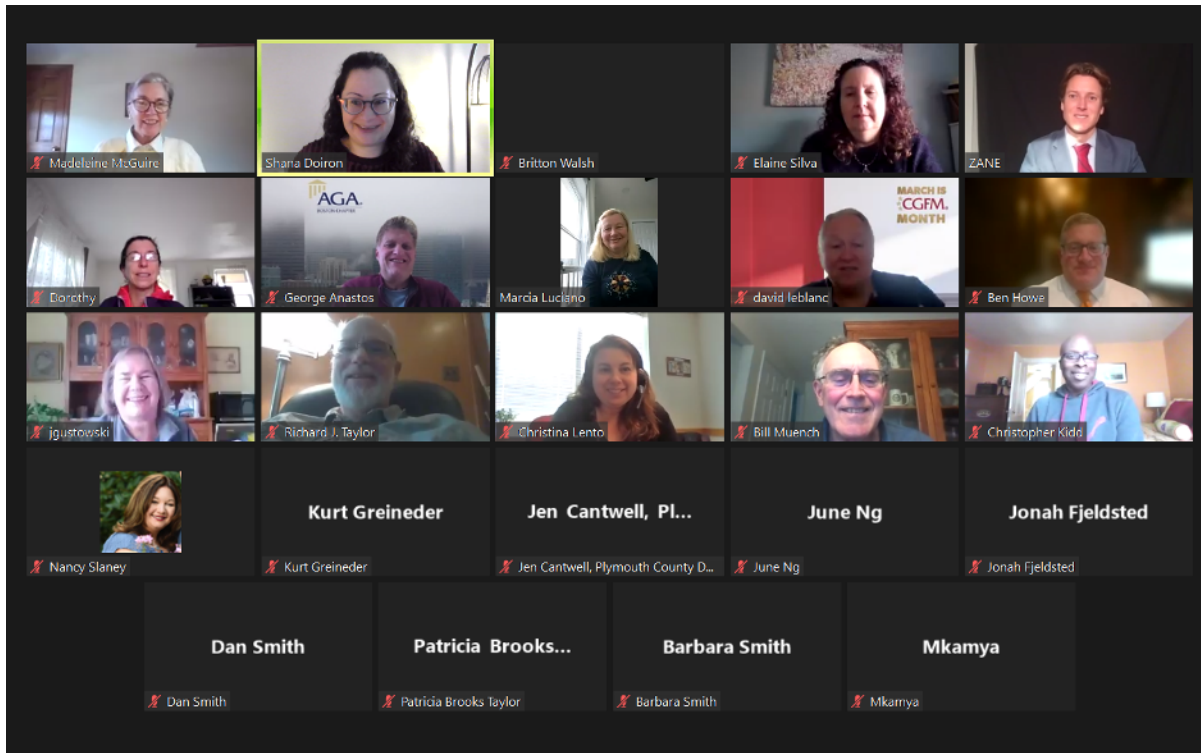 Madeleine McGuire
Shana Doiron
Britton Walsh
Elaine Silva
ZANE
Dorothy
AGA
BOSTON CHAPTER
George Anastos
Marcia Luciano
MARCH IS
CGFM
MONTH
david leblanc
Ben Howe
jgustowski
Richard J. Taylor
Christina Lento
Bill Muench
Christopher Kidd
Nancy Slaney
Kurt Greineder
Kurt Greineder
Jen Cantwell, Pl...
Jen Cantwell, Plymouth County D...
June Ng
June Ng
Jonah Fjeldsted
Jonah Fjeldsted
Dan Smith
Dan Smith
Patricia Brooks...
Patricia Brooks Taylor
Barbara Smith
Barbara Smith
Mkamya
Mkamya